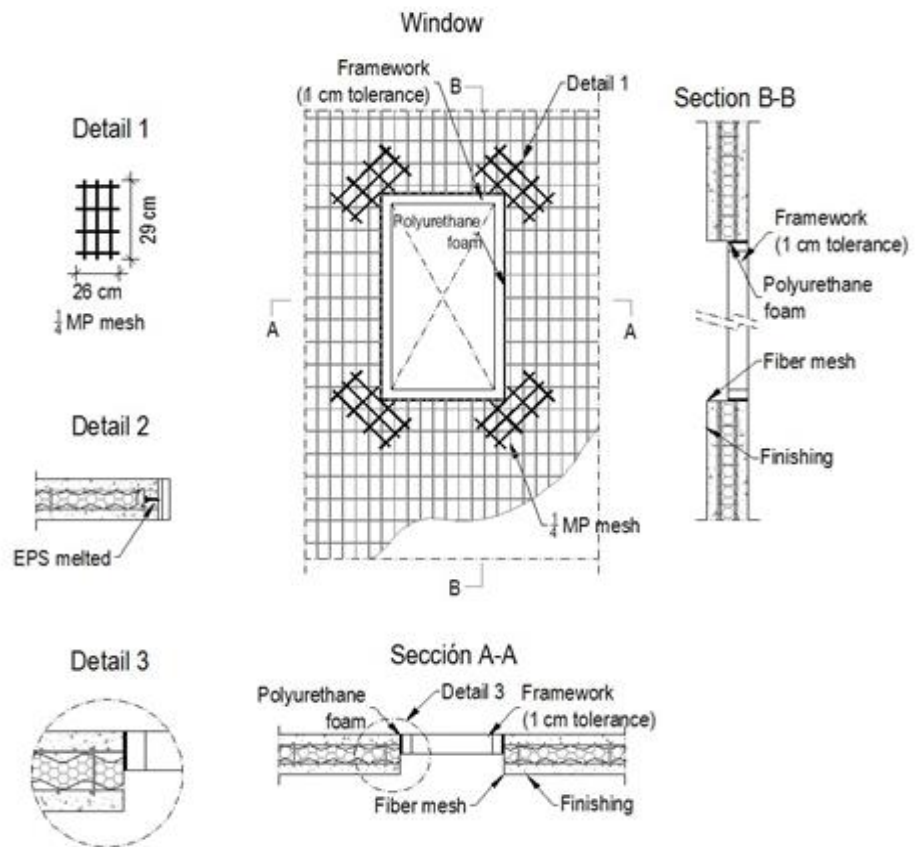 Window
Framework
(1 cm tolerance)
B
Detail 1
Polyurethane
foam
A
A
¼ MP mesh
B
Detail 1
29 cm
26 cm
¼ MP mesh
Detail 2
EPS melted
Detail 3
Section B-B
Framework
(1 cm tolerance)
Polyurethane
foam
Fiber mesh
Finishing
Sección A-A
Polyurethane
foam
Detail 3
Framework
(1 cm tolerance)
Fiber mesh
Finishing